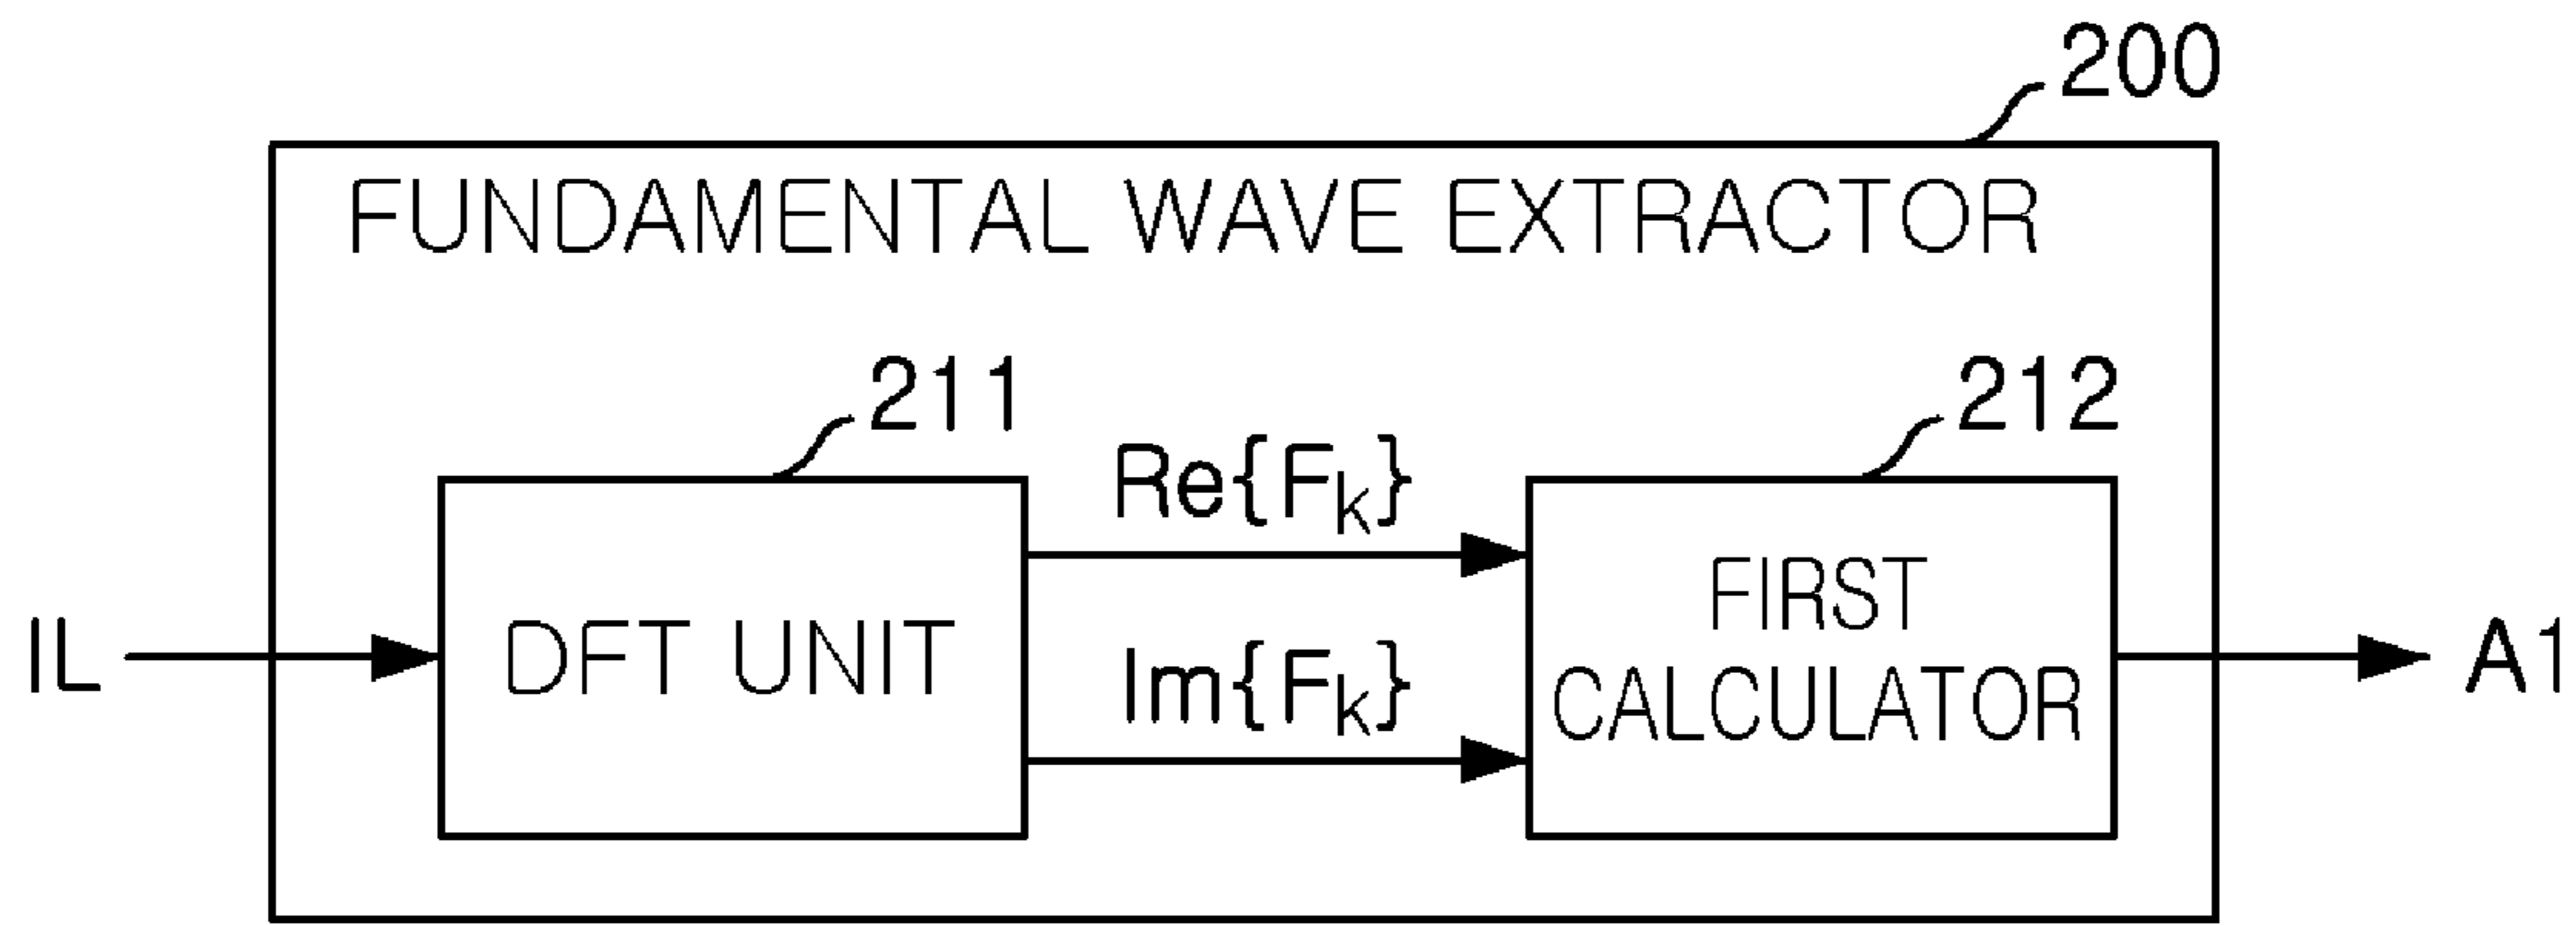 200
FUNDAMENTAL WAVE EXTRACTOR
211
212
Re{Fk}
Im{Fk}
IL
DFT UNIT
FIRST
CALCULATOR
A1